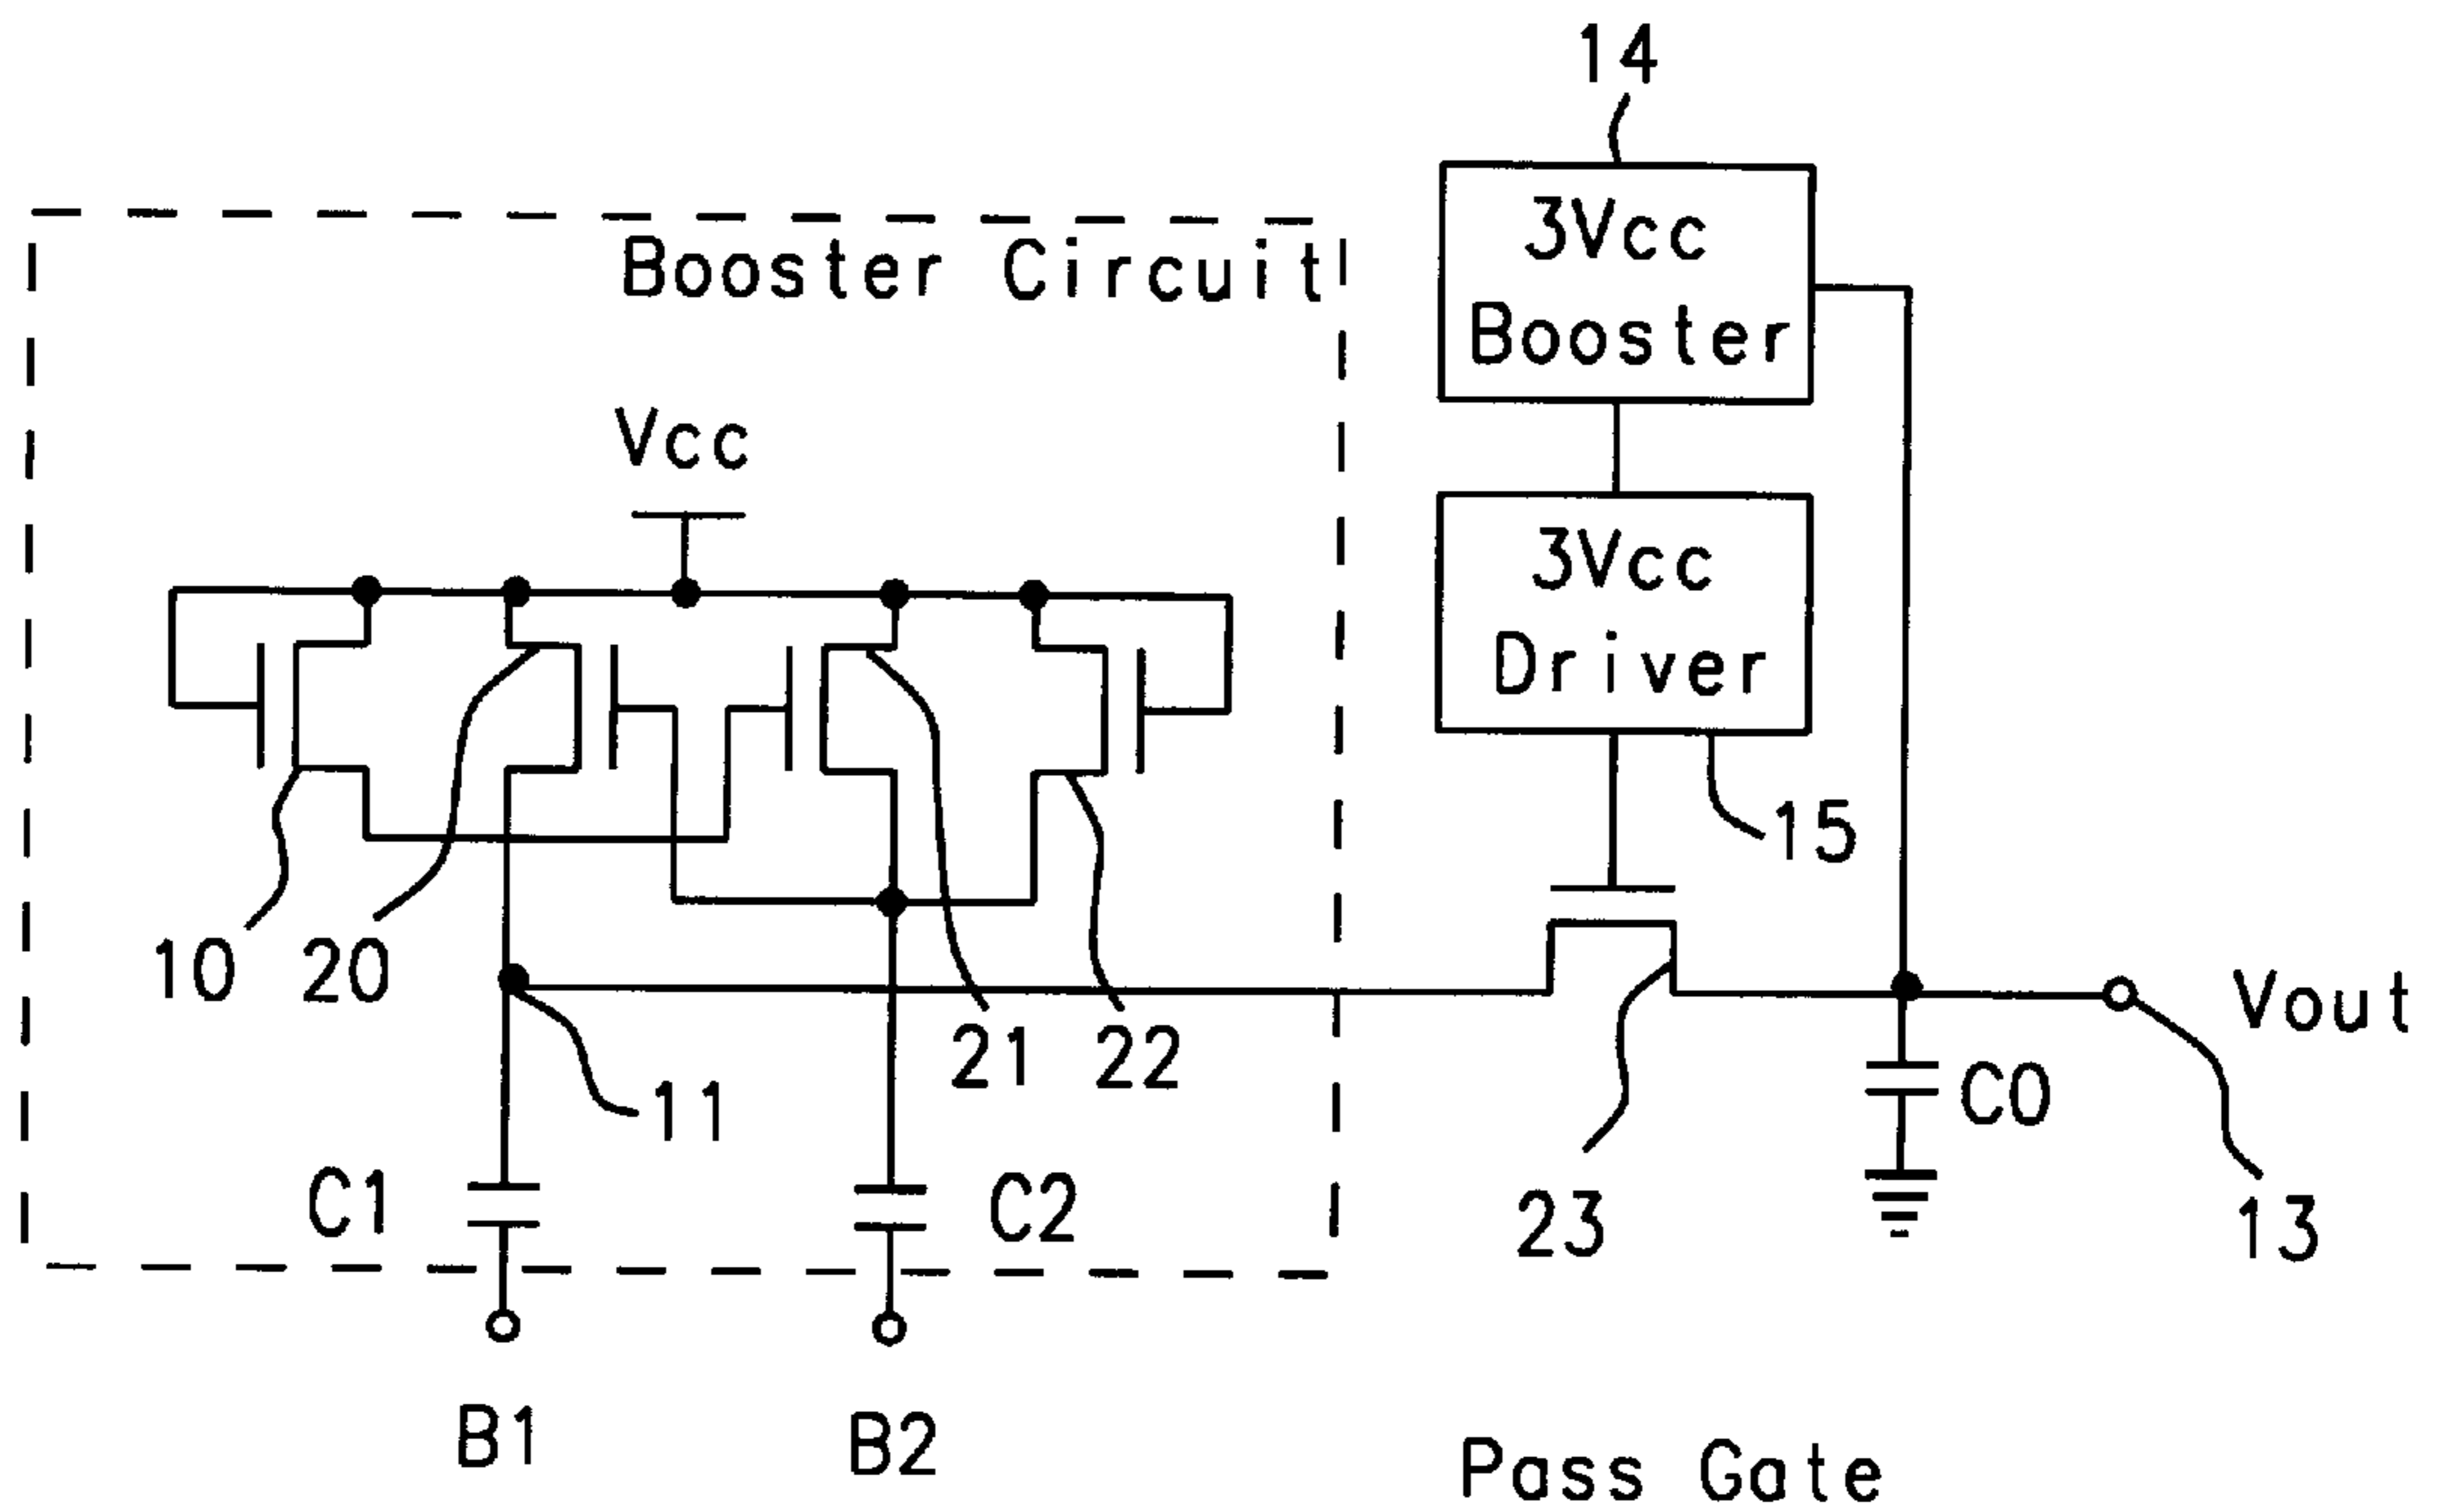 14
3Vcc
Booster
Booster Circuit
Vcc
3Vcc
Driver
15
10
20
21
22
11
Vout
C0
C1
C2
23
13
B1
B2
Pass Gate